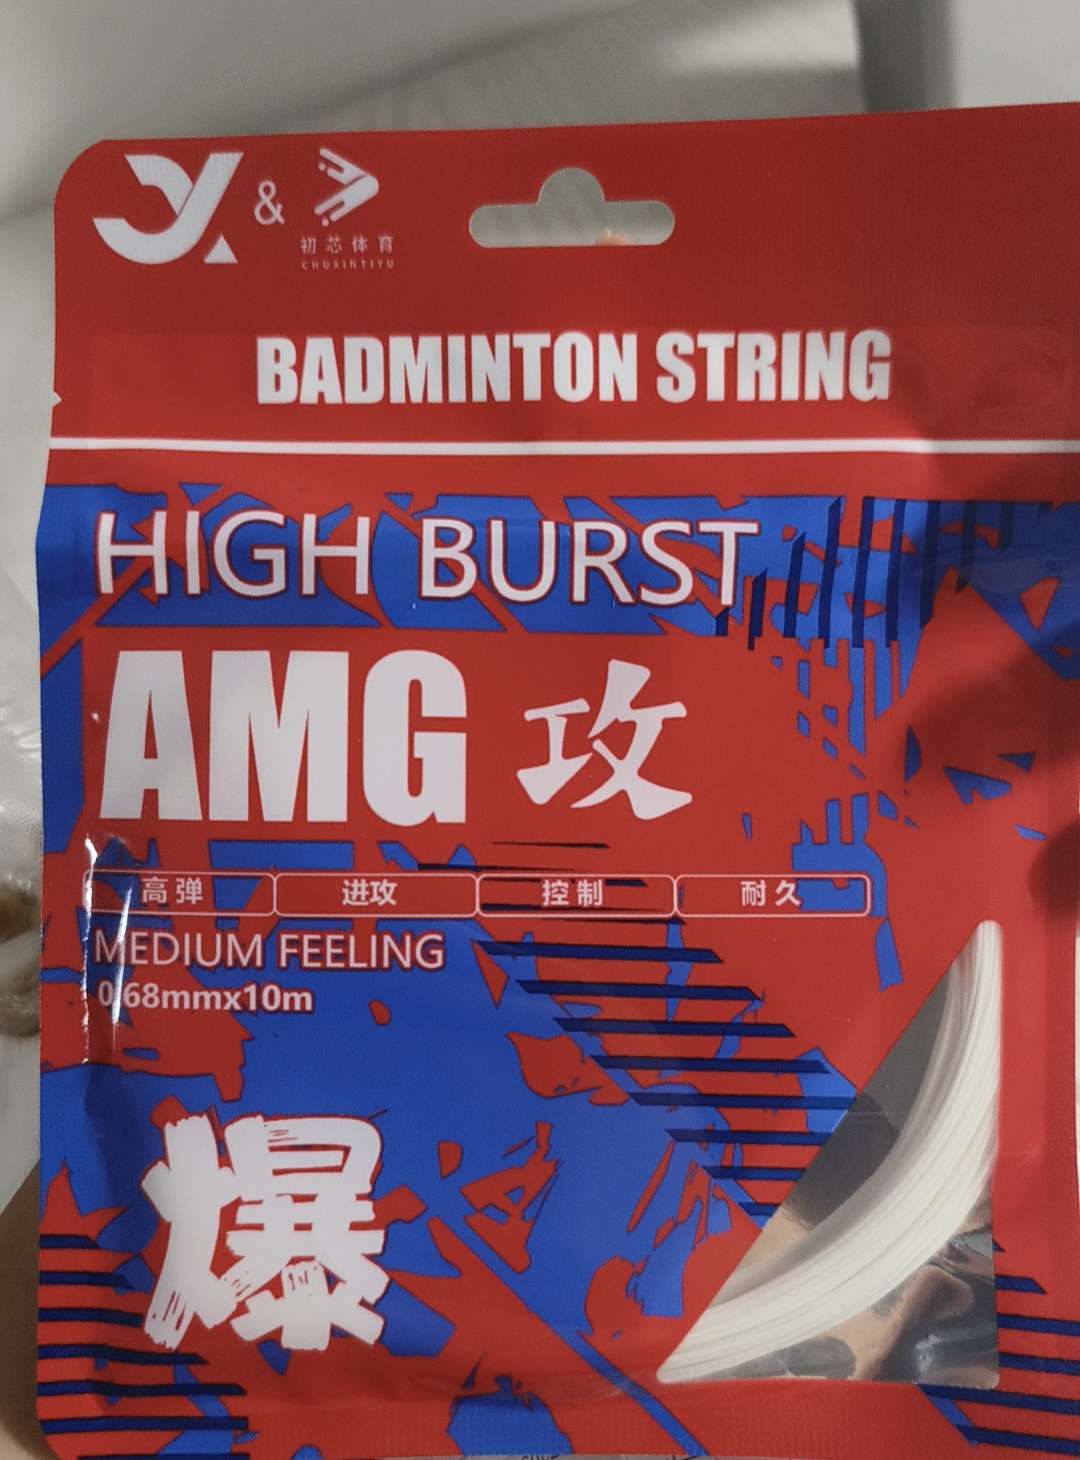 &
初芯体育
CHUXINTIYU
BADMINTON STRING
HIGH BURST
AMG 攻
高弹 进攻 控制 耐久
MEDIUM FEELING
0.68mmx10m
爆